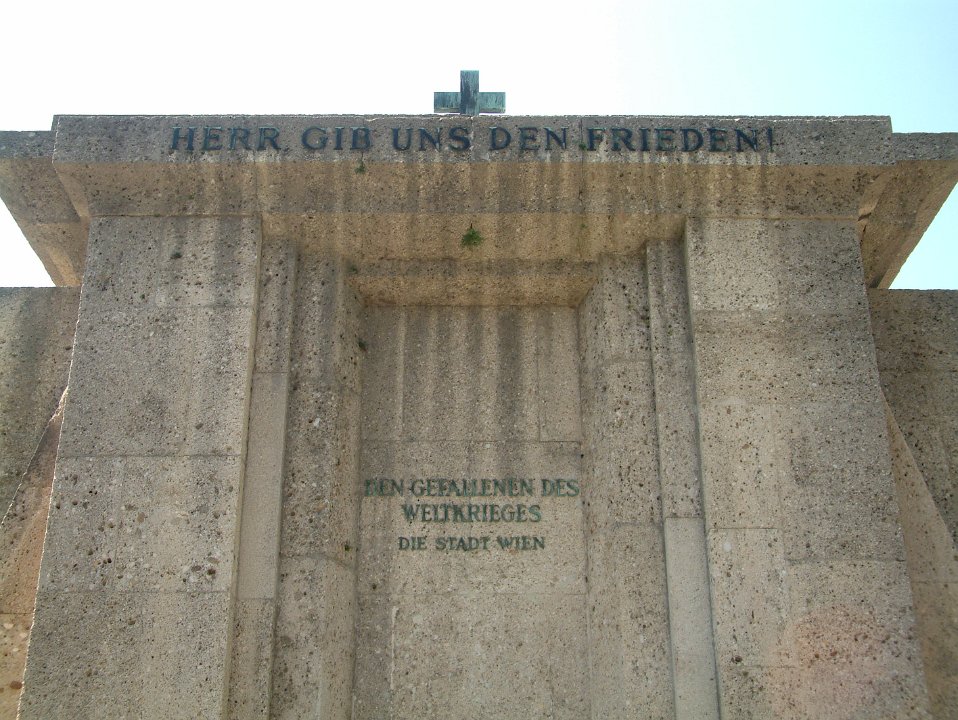 HERR, GIB UNS DEN FRIEDEN!
DEN GEFALLENEN DES
WELTKRIEGES
DIE STADT WIEN